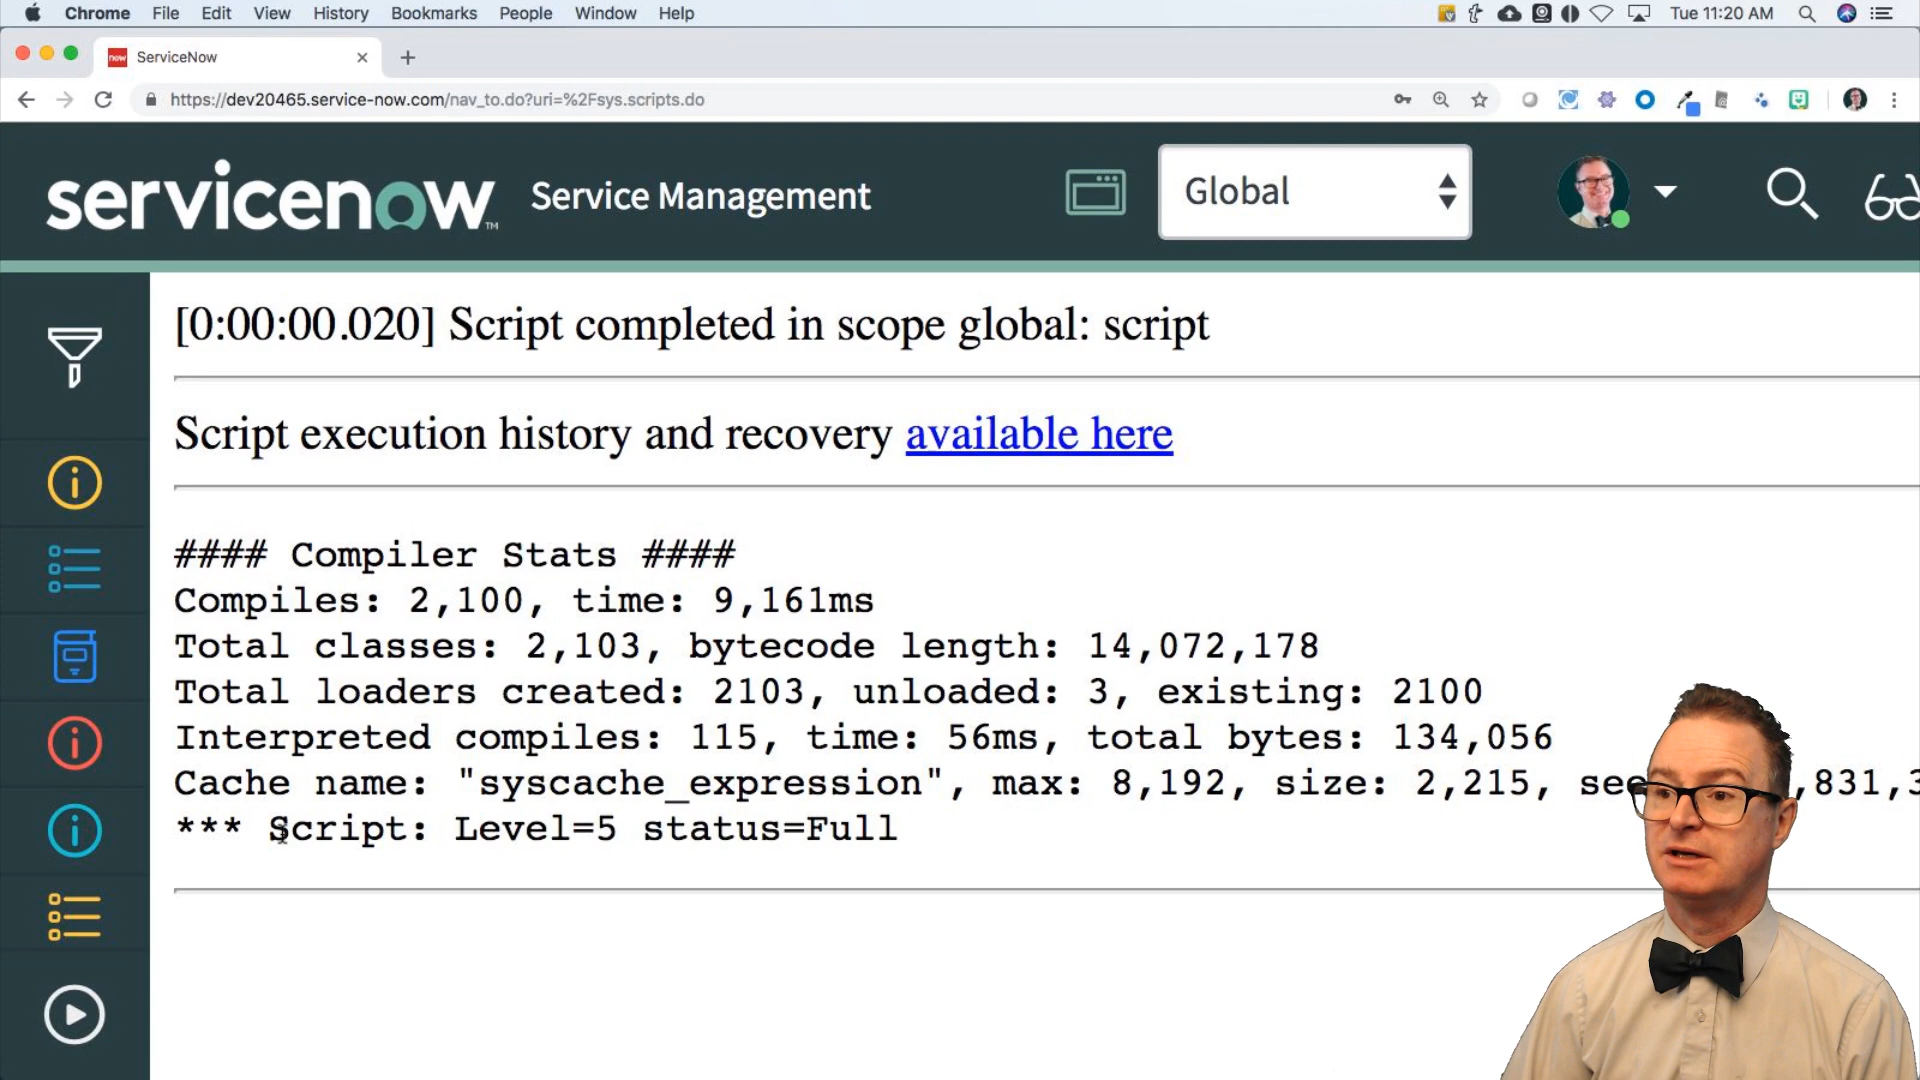 Chrome File Edit View History Bookmarks People Window Help Tue 11:20 AM
now ServiceNow
https://dev20465.service-now.com/nav_to.do?uri=%2Fsys.scripts.do
servicenow™ Service Management Global
[0:00:00.020] Script completed in scope global: script
Script execution history and recovery available here
#### Compiler Stats ####
Compiles: 2,100, time: 9,161ms
Total classes: 2,103, bytecode length: 14,072,178
Total loaders created: 2103, unloaded: 3, existing: 2100
Interpreted compiles: 115, time: 56ms, total bytes: 134,056
Cache name: "syscache_expression", max: 8,192, size: 2,215, ,831,3
*** Script: Level=5 status=Full